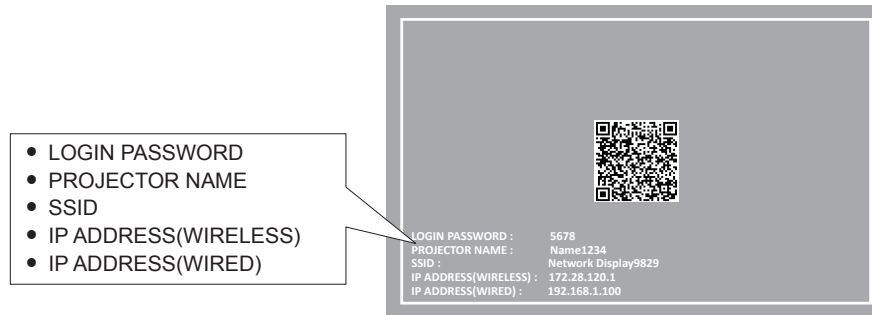 • LOGIN PASSWORD
• PROJECTOR NAME
• SSID
• IP ADDRESS(WIRELESS)
• IP ADDRESS(WIRED)
LOGIN PASSWORD : 5678
PROJECTOR NAME : Name1234
SSID : Network Display9829
IP ADDRESS(WIRELESS) : 172.28.120.1
IP ADDRESS(WIRED) : 192.168.1.100